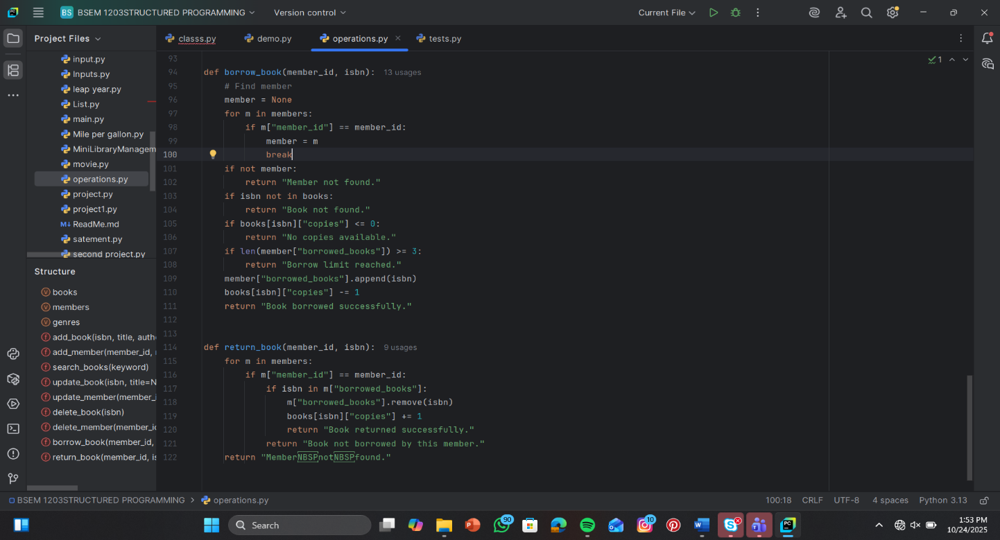 PC
BS BSEM 1203STRUCTURED PROGRAMMING
Version control
Current File
Project Files
classs.py
demo.py
operations.py
tests.py
input.py
Inputs.py
leap year.py
List.py
main.py
Mile per gallon.py
MiniLibraryManagem
movie.py
operations.py
project.py
project1.py
M↓ ReadMe.md
satement.py
second project.py
Structure
v books
v members
v genres
f add_book(isbn, title, auth
f add_member(member_id, r
f search_books(keyword)
f update_book(isbn, title=N
f update_member(member_i
f delete_book(isbn)
f delete_member(member_id
f borrow_book(member_id,
f return_book(member_id, is
1
93
94 def borrow_book(member_id, isbn): 13 usages
95 # Find member
96 member = None
97 for m in members:
98 if m["member_id"] == member_id:
99 member = m
100 break
101 if not member:
102 return "Member not found."
103 if isbn not in books:
104 return "Book not found."
105 if books[isbn]["copies"] <= 0:
106 return "No copies available."
107 if len(member["borrowed_books"]) >= 3:
108 return "Borrow limit reached."
109 member["borrowed_books"].append(isbn)
110 books[isbn]["copies"] -= 1
111 return "Book borrowed successfully."
112
113
114 def return_book(member_id, isbn): 9 usages
115 for m in members:
116 if m["member_id"] == member_id:
117 if isbn in m["borrowed_books"]:
118 m["borrowed_books"].remove(isbn)
119 books[isbn]["copies"] += 1
120 return "Book returned successfully."
121 return "Book not borrowed by this member."
122 return "MemberNBSPnotNBSPfound."
BSEM 1203STRUCTURED PROGRAMMING > operations.py
100:18 CRLF UTF-8 4 spaces Python 3.13
Search
90
10
1:53 PM
10/24/2025